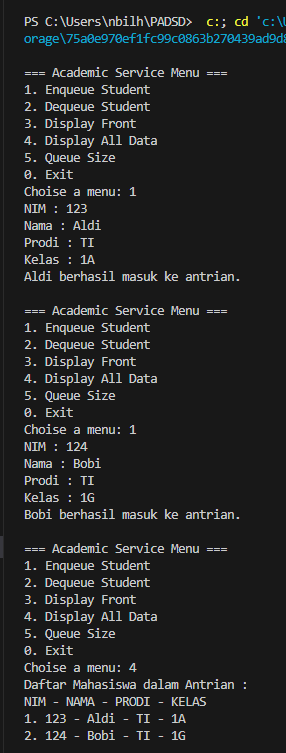 PS C:\Users\nbilh\PADSD>  c:; cd 'c:\U
orage\75a0e970ef1fc99c0863b270439ad9d8
=== Academic Service Menu ===
1. Enqueue Student
2. Dequeue Student
3. Display Front
4. Display All Data
5. Queue Size
0. Exit
Choise a menu: 1
NIM : 123
Nama : Aldi
Prodi : TI
Kelas : 1A
Aldi berhasil masuk ke antrian.
=== Academic Service Menu ===
1. Enqueue Student
2. Dequeue Student
3. Display Front
4. Display All Data
5. Queue Size
0. Exit
Choise a menu: 1
NIM : 124
Nama : Bobi
Prodi : TI
Kelas : 1G
Bobi berhasil masuk ke antrian.
=== Academic Service Menu ===
1. Enqueue Student
2. Dequeue Student
3. Display Front
4. Display All Data
5. Queue Size
0. Exit
Choise a menu: 4
Daftar Mahasiswa dalam Antrian :
NIM - NAMA - PRODI - KELAS
1. 123 - Aldi - TI - 1A
2. 124 - Bobi - TI - 1G